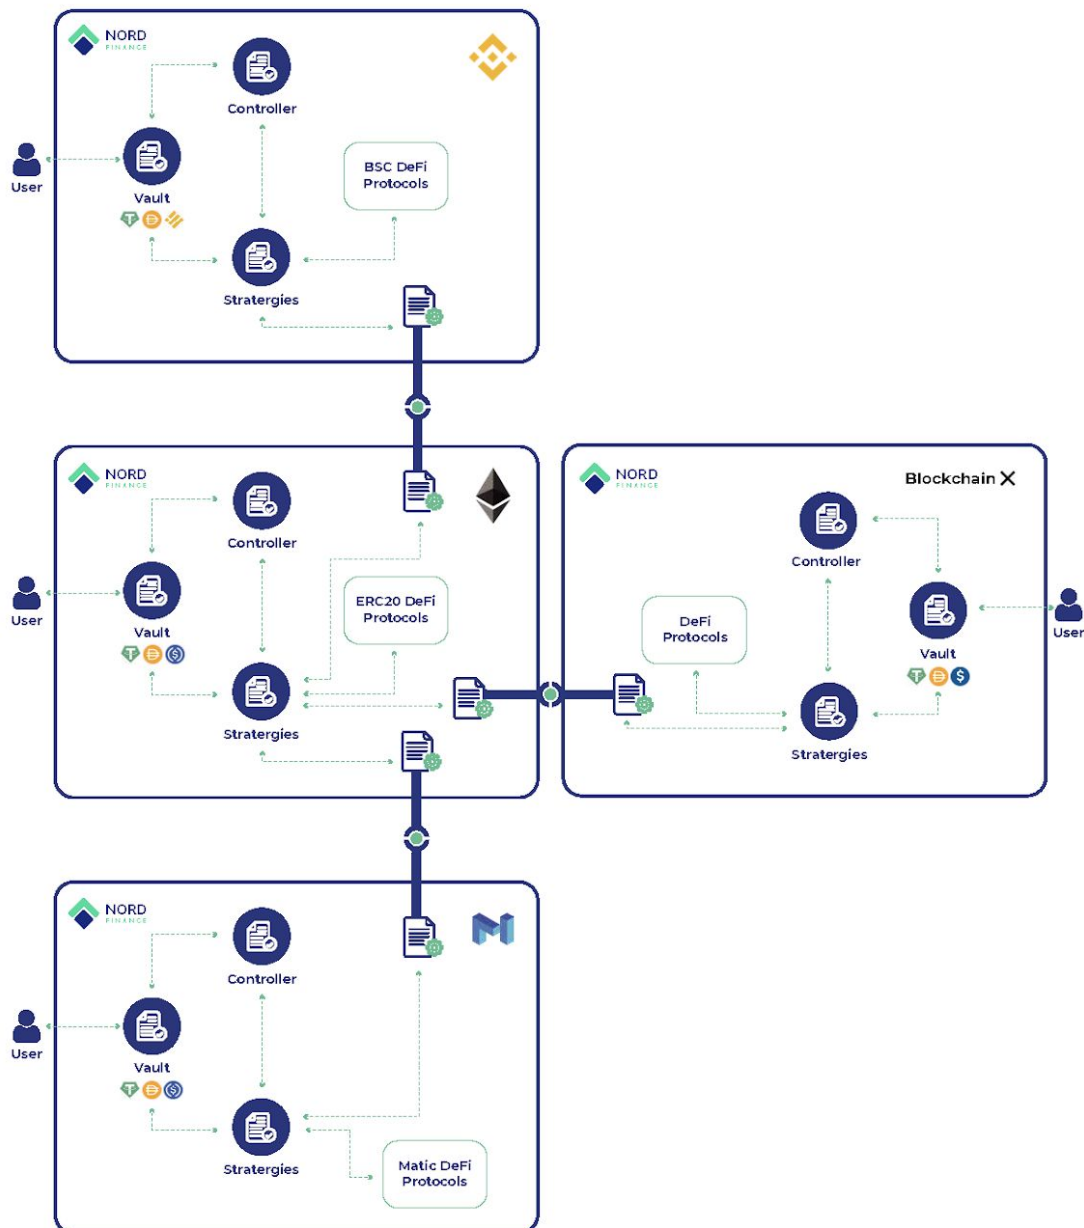 NORD
FINANCE
Controller
User
Vault
BSC DeFi
Protocols
Stratergies
NORD
FINANCE
Controller
User
Vault
ERC20 DeFi
Protocols
Stratergies
NORD
FINANCE
Blockchain X
Controller
DeFi
Protocols
Vault
User
Stratergies
NORD
FINANCE
Controller
User
Vault
Stratergies
Matic DeFi
Protocols